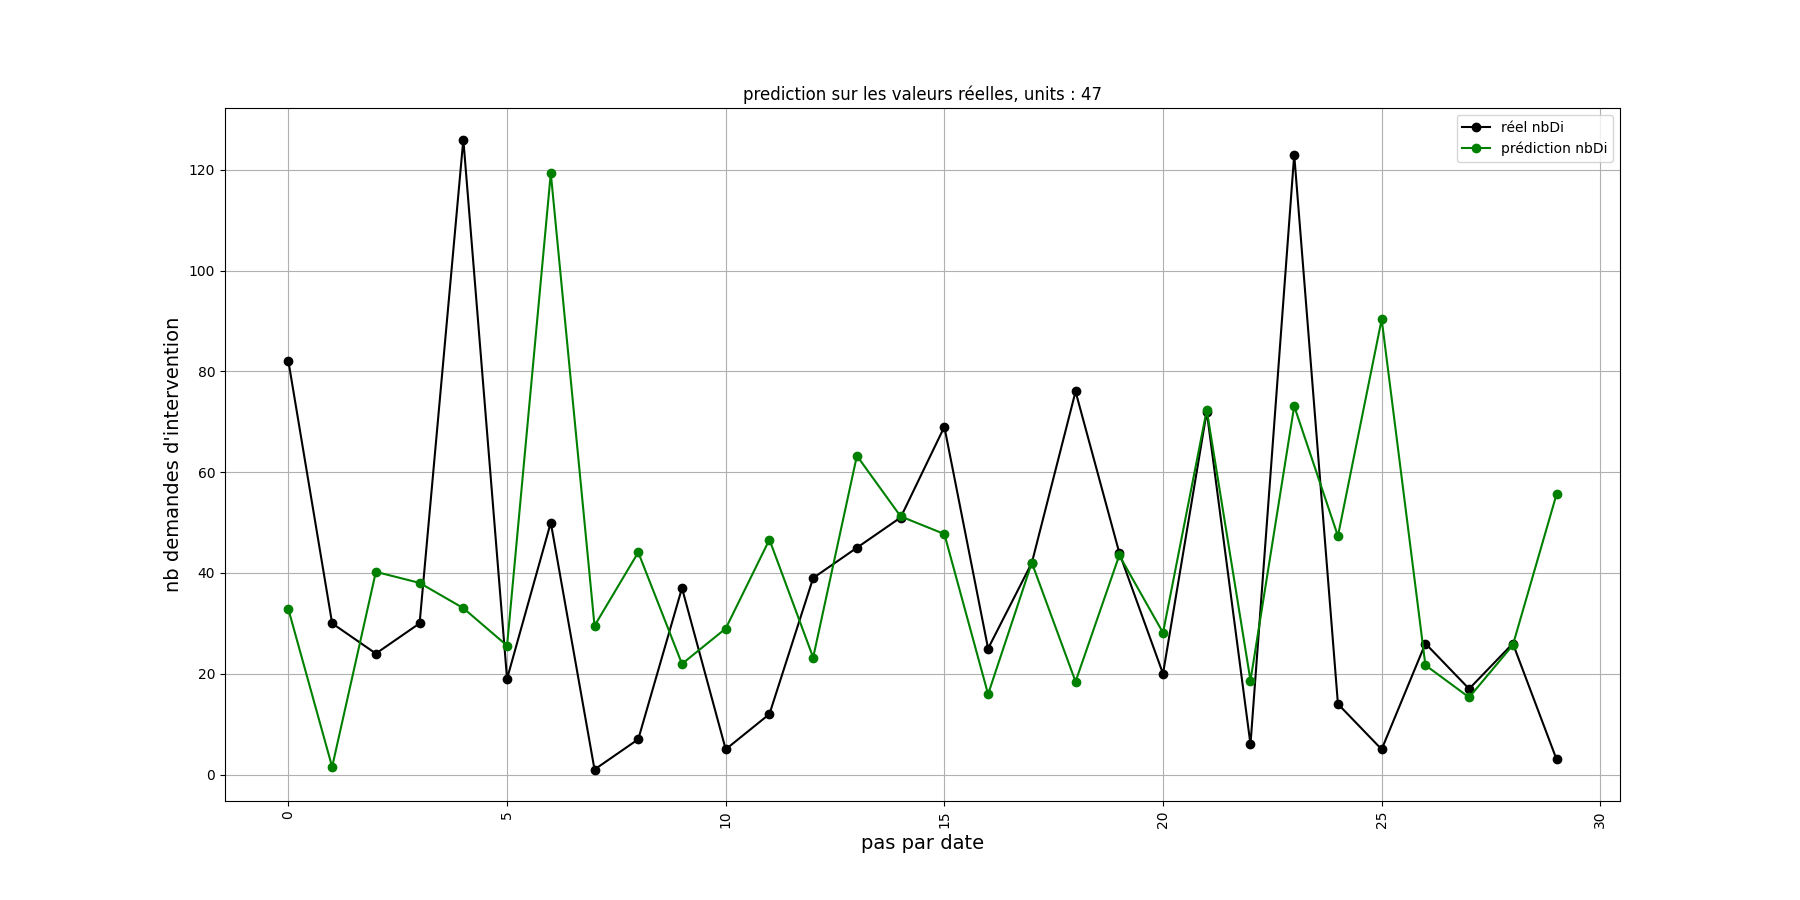 prediction sur les valeurs réelles, units : 47
réel nbDi
prédiction nbDi
nb demandes d'intervention
120
100
80
60
40
20
0
0
5
10
15
20
25
30
pas par date